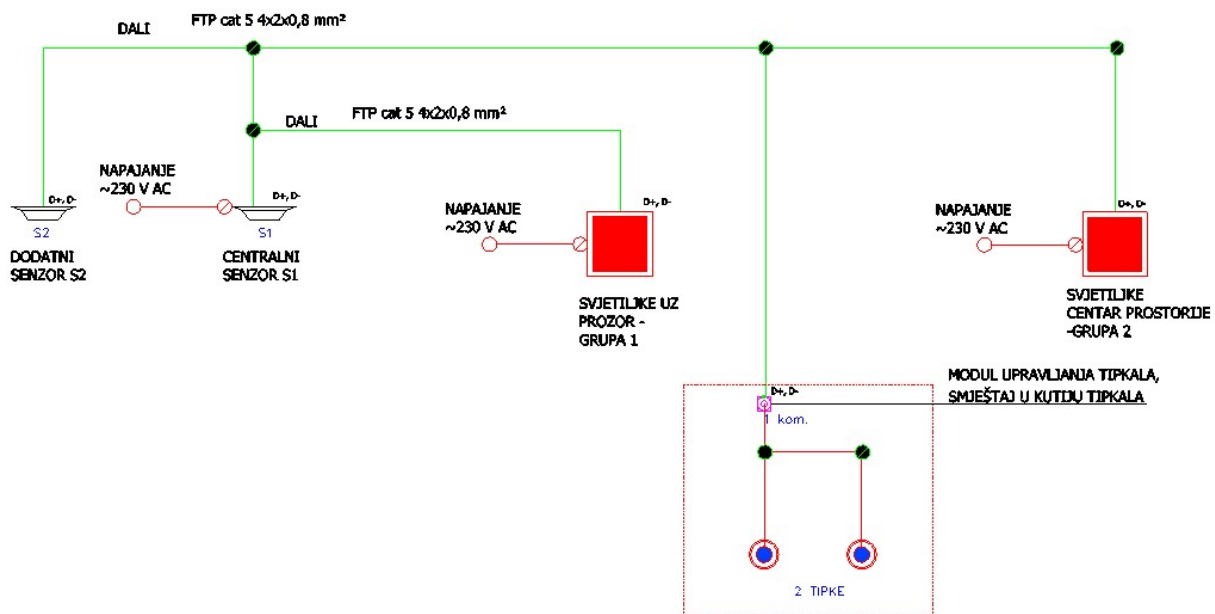 DALI
FTP cat 5 4x2x0,8 mm²
DALI
FTP cat 5 4x2x0,8 mm²
D+, D-
S2
DODATNI
SENZOR S2
NAPAJANJE
~230 V AC
D+, D-
S1
CENTRALNI
SENZOR S1
NAPAJANJE
~230 V AC
D+, D-
SVJETILJKE UZ
PROZOR -
GRUPA 1
NAPAJANJE
~230 V AC
D+, D-
SVJETILJKE
CENTAR PROSTORIJE
-GRUPA 2
MODUL UPRAVLJANJA TIPKALA,
SMJEŠTAJ U KUTIJU TIPKALA
D+, D-
1 kom.
2 TIPKE